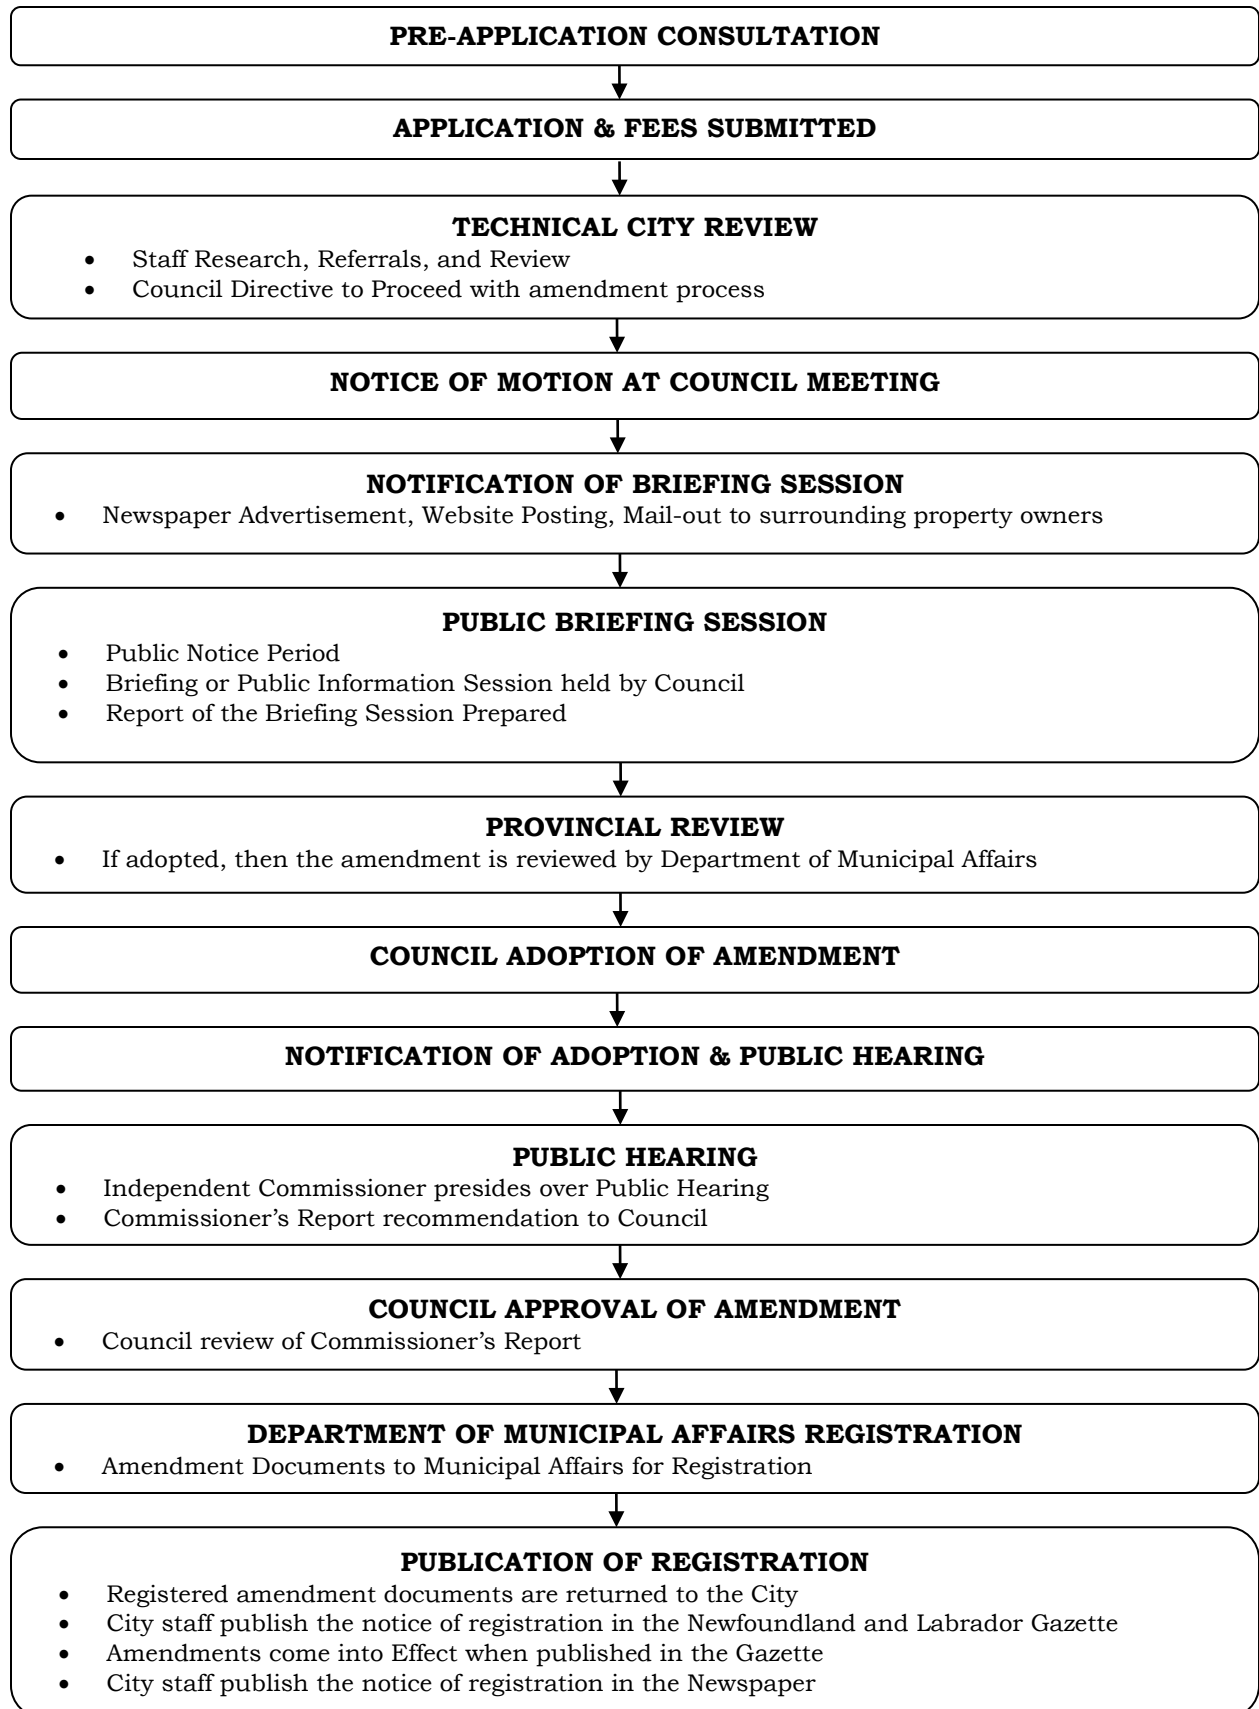 PRE-APPLICATION CONSULTATION
APPLICATION & FEES SUBMITTED
TECHNICAL CITY REVIEW
• Staff Research, Referrals, and Review
• Council Directive to Proceed with amendment process
NOTICE OF MOTION AT COUNCIL MEETING
NOTIFICATION OF BRIEFING SESSION
• Newspaper Advertisement, Website Posting, Mail-out to surrounding property owners
PUBLIC BRIEFING SESSION
• Public Notice Period
• Briefing or Public Information Session held by Council
• Report of the Briefing Session Prepared
PROVINCIAL REVIEW
• If adopted, then the amendment is reviewed by Department of Municipal Affairs
COUNCIL ADOPTION OF AMENDMENT
NOTIFICATION OF ADOPTION & PUBLIC HEARING
PUBLIC HEARING
• Independent Commissioner presides over Public Hearing
• Commissioner’s Report recommendation to Council
COUNCIL APPROVAL OF AMENDMENT
• Council review of Commissioner’s Report
DEPARTMENT OF MUNICIPAL AFFAIRS REGISTRATION
• Amendment Documents to Municipal Affairs for Registration
PUBLICATION OF REGISTRATION
• Registered amendment documents are returned to the City
• City staff publish the notice of registration in the Newfoundland and Labrador Gazette
• Amendments come into Effect when published in the Gazette
• City staff publish the notice of registration in the Newspaper